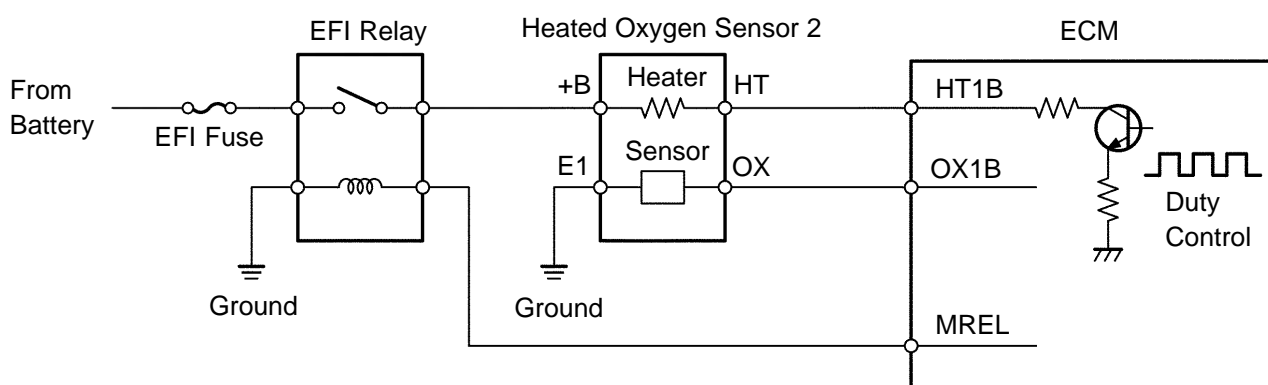 EFI Relay
Heated Oxygen Sensor 2
ECM
From
Battery
EFI Fuse
+B
Heater
HT
HT1B
E1
Sensor
OX
OX1B
Duty
Control
Ground
Ground
MREL